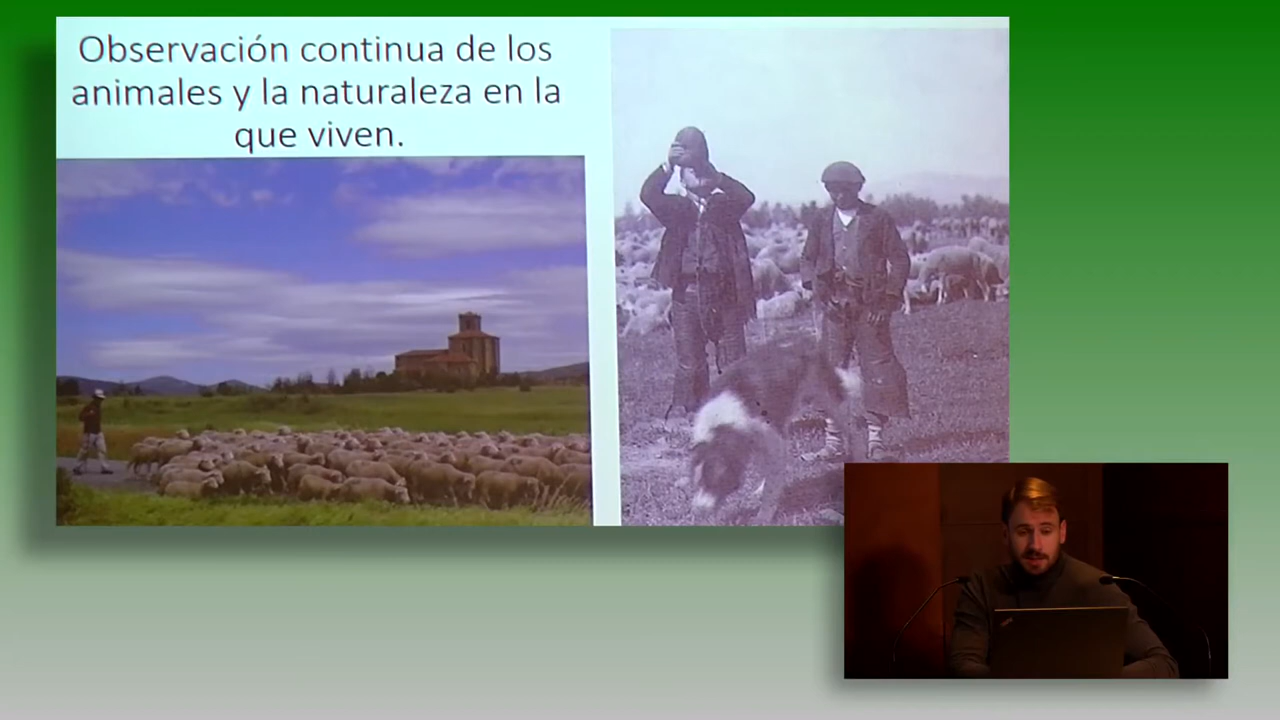 Observación continua de los
animales y la naturaleza en la
que viven.